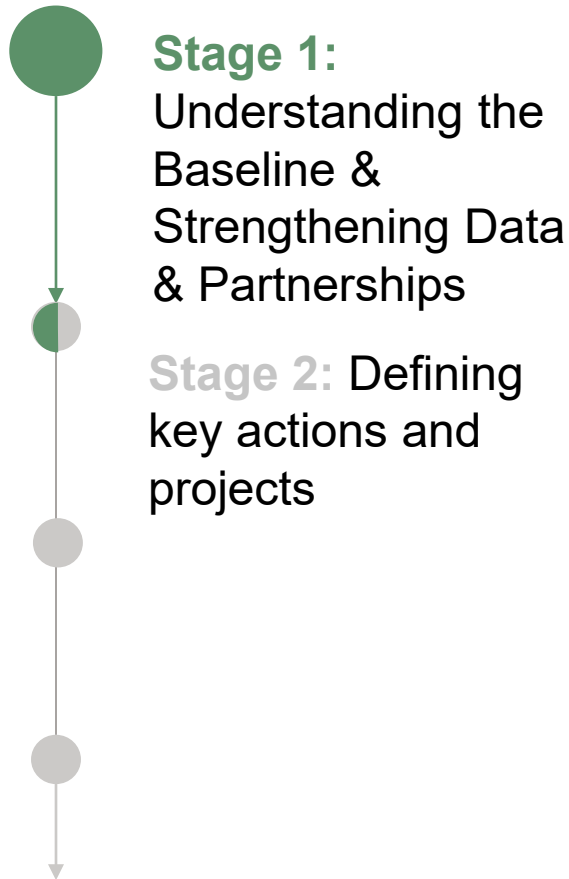 Stage 1:
Understanding the
Baseline &
Strengthening Data
& Partnerships
Stage 2: Defining
key actions and
projects